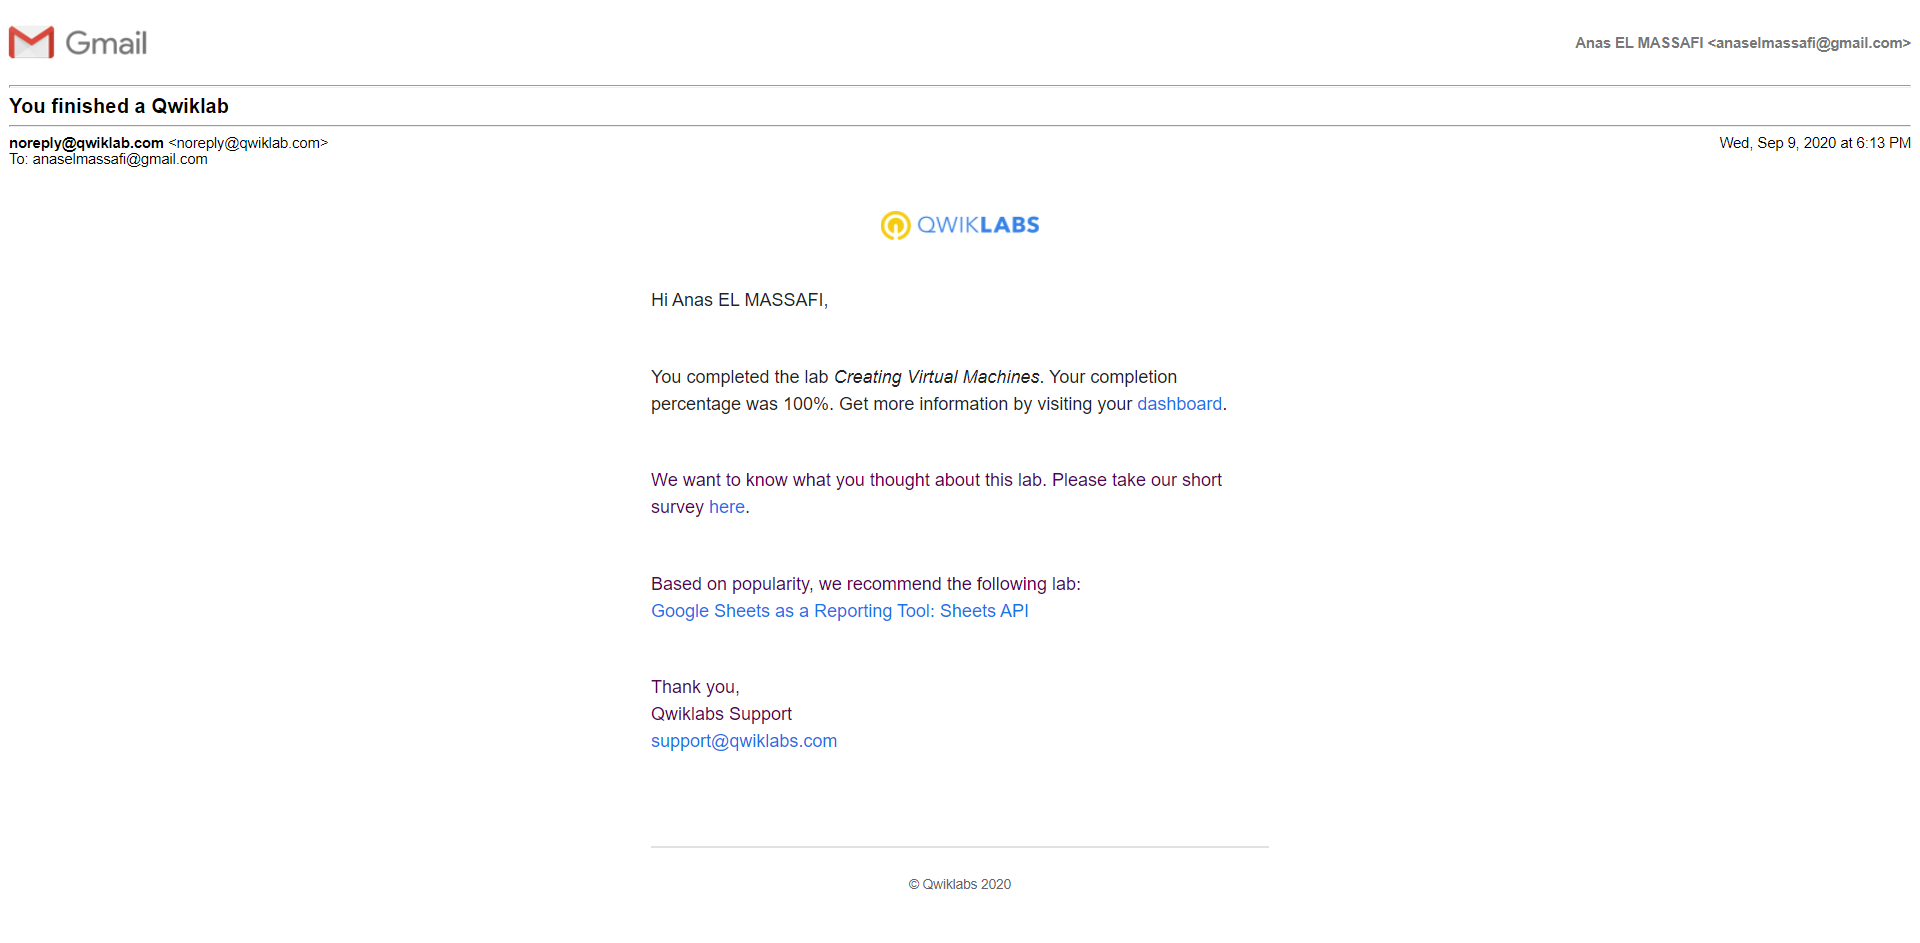 Gmail
Anas EL MASSAFI <anaselmassafi@gmail.com>
You finished a Qwiklab
noreply@qwiklab.com <noreply@qwiklab.com>
Wed, Sep 9, 2020 at 6:13 PM
To: anaselmassafi@gmail.com
QWIKLABS
Hi Anas EL MASSAFI,
You completed the lab Creating Virtual Machines. Your completion
percentage was 100%. Get more information by visiting your dashboard.
We want to know what you thought about this lab. Please take our short
survey here.
Based on popularity, we recommend the following lab:
Google Sheets as a Reporting Tool: Sheets API
Thank you,
Qwiklabs Support
support@qwiklabs.com
© Qwiklabs 2020